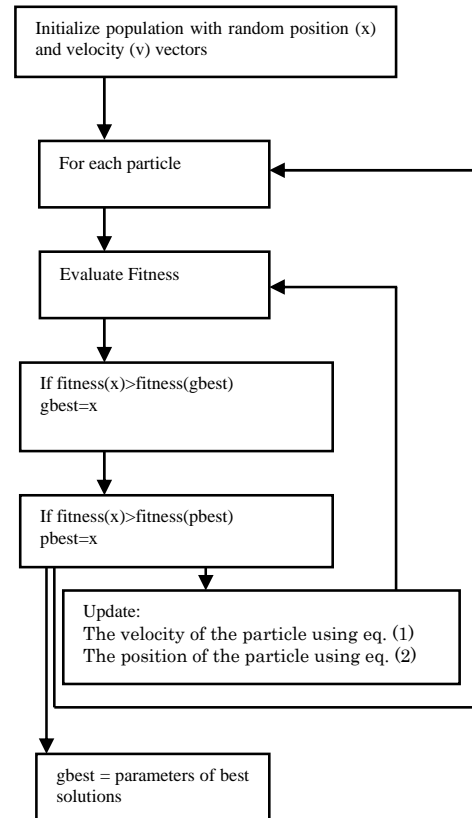 Initialize population with random position (x)
and velocity (v) vectors
For each particle
Evaluate Fitness
If fitness(x)>fitness(gbest)
gbest=x
If fitness(x)>fitness(pbest)
pbest=x
Update:
The velocity of the particle using eq. (1)
The position of the particle using eq. (2)
gbest = parameters of best
solutions